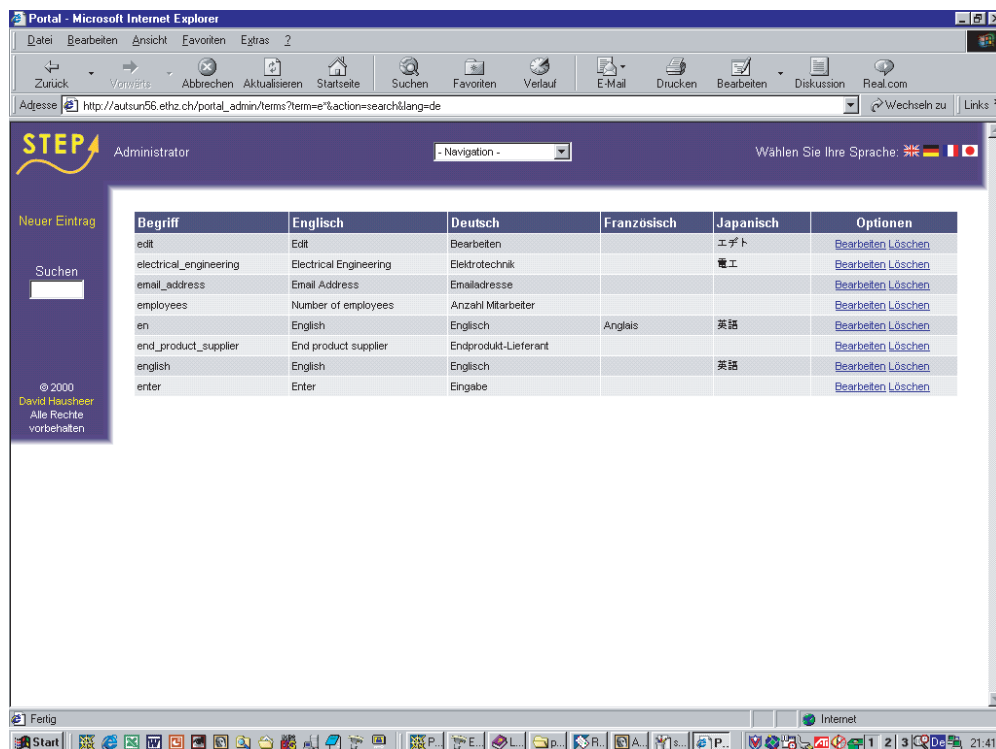 Portal - Microsoft Internet Explorer
Datei Bearbeiten Ansicht Favoriten Extras ?
Zurück Vorwärts Abbrechen Aktualisieren Startseite Suchen Favoriten Verlauf E-Mail Drucken Bearbeiten Diskussion Real.com
Adresse http://autsun56.ethz.ch/portal_admin/terms?term=e*&action=search&lang=de Wechseln zu Links
STEP Administrator - Navigation - Wählen Sie Ihre Sprache:
Neuer Eintrag
Suchen
Begriff Englisch Deutsch Französisch Japanisch Optionen
edit Edit Bearbeiten エデト Bearbeiten Löschen
electrical_engineering Electrical Engineering Elektrotechnik 電工 Bearbeiten Löschen
email_address Email Address Emailadresse Bearbeiten Löschen
employees Number of employees Anzahl Mitarbeiter Bearbeiten Löschen
en English Englisch Anglais 英語 Bearbeiten Löschen
end_product_supplier End product supplier Endprodukt-Lieferant Bearbeiten Löschen
english English Englisch 英語 Bearbeiten Löschen
enter Enter Eingabe Bearbeiten Löschen
© 2000
David Hausheer
Alle Rechte
vorbehalten
Fertig Internet
Start P... E... L... p... R... A... s... P... 1 2 3 De 21:41